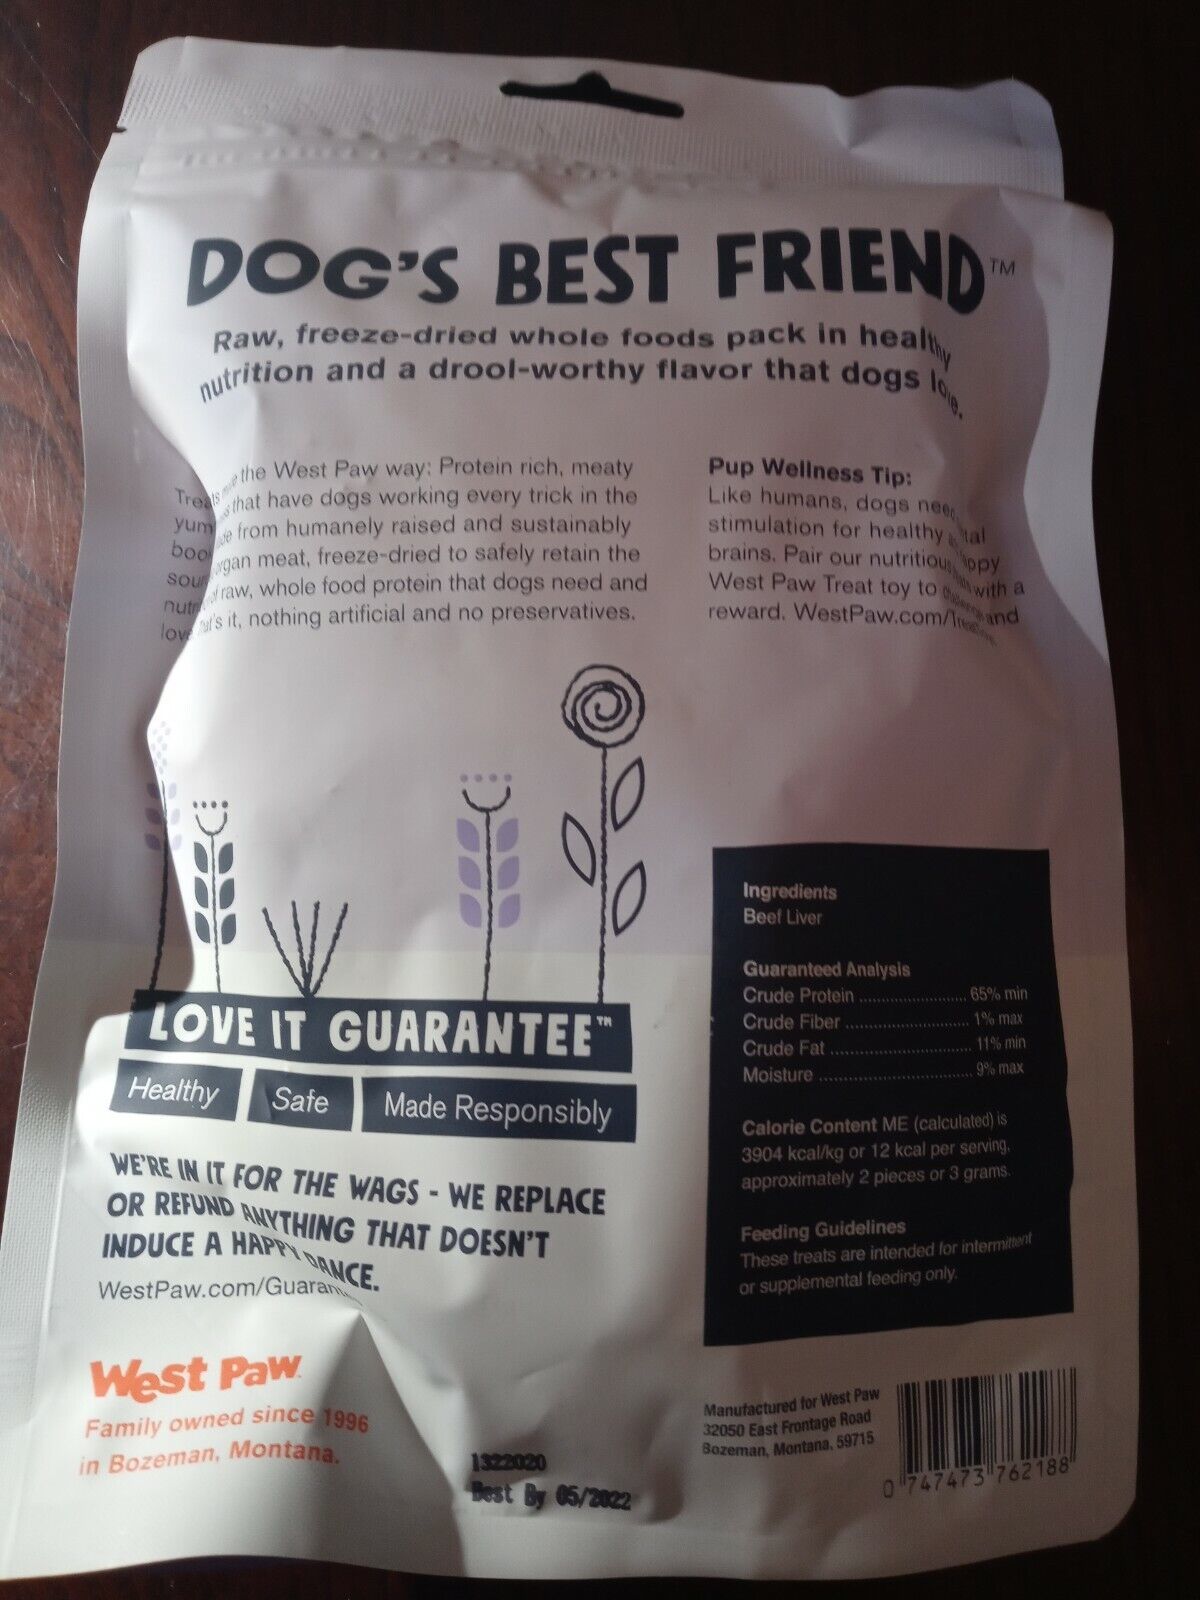 DOG'S BEST FRIEND™
Raw, freeze-dried whole foods pack in healthy
nutrition and a drool-worthy flavor that dogs love.
the West Paw way: Protein rich, meaty
that have dogs working every trick in the
from humanely raised and sustainably
organ meat, freeze-dried to safely retain the
of raw, whole food protein that dogs need and
it, nothing artificial and no preservatives.
Pup Wellness Tip:
Like humans, dogs need
stimulation for healthy
brains. Pair our nutritious with a
West Paw Treat toy to and
reward. WestPaw.com/
LOVE IT GUARANTEE™
Healthy Safe Made Responsibly
WE'RE IN IT FOR THE WAGS - WE REPLACE
OR REFUND ANYTHING THAT DOESN'T
INDUCE A HAPPY DANCE.
WestPaw.com/Guarantee
West Paw
Family owned since 1996
in Bozeman, Montana.
1322020
Best By 05/2022
Ingredients
Beef Liver
Guaranteed Analysis
Crude Protein ........................ 65% min
Crude Fiber ........................... 1% max
Crude Fat .............................. 11% min
Moisture ................................ 9% max
Calorie Content ME (calculated) is
3904 kcal/kg or 12 kcal per serving,
approximately 2 pieces or 3 grams.
Feeding Guidelines
These treats are intended for intermittent
or supplemental feeding only.
Manufactured for West Paw
32050 East Frontage Road
Bozeman, Montana, 59715
0 747473 762188